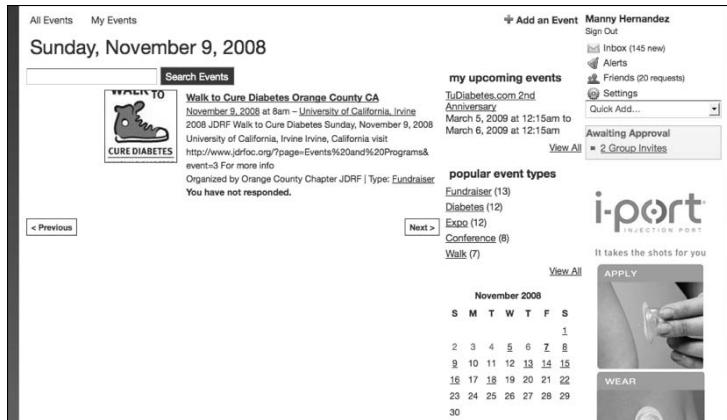 All Events My Events
Sunday, November 9, 2008
Search Events
WALK TO
CURE DIABETES
Walk to Cure Diabetes Orange County CA
November 9, 2008 at 8am – University of California, Irvine
2008 JDRF Walk to Cure Diabetes Sunday, November 9, 2008
University of California, Irvine Irvine, California visit
http://www.jdrfoc.org/?page=Events%20and%20Programs&
event=3 For more info
Organized by Orange County Chapter JDRF | Type: Fundraiser
You have not responded.
< Previous
Next >
Add an Event
my upcoming events
TuDiabetes.com 2nd
Anniversary
March 5, 2009 at 12:15am to
March 6, 2009 at 12:15am
View All
popular event types
Fundraiser (13)
Diabetes (12)
Expo (12)
Conference (8)
Walk (7)
View All
November 2008
S M T W T F S
1
2 3 4 5 6 7 8
9 10 11 12 13 14 15
16 17 18 19 20 21 22
23 24 25 26 27 28 29
30
Manny Hernandez
Sign Out
Inbox (145 new)
Alerts
Friends (20 requests)
Settings
Quick Add...
Awaiting Approval
2 Group Invites
i-port
INJECTION PORT
It takes the shots for you
APPLY
WEAR